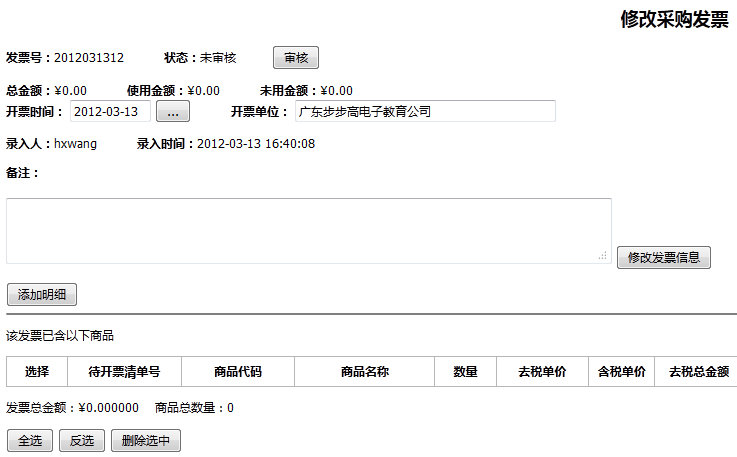 修改采购发票
发票号：2012031312 状态：未审核 审核
总金额：¥0.00 使用金额：¥0.00 未用金额：¥0.00
开票时间： 2012-03-13 ... 开票单位： 广东步步高电子教育公司
录入人：hxwang 录入时间：2012-03-13 16:40:08
备注：
修改发票信息
添加明细
该发票已含以下商品
选择 待开票清单号 商品代码 商品名称 数量 去税单价 含税单价 去税总金额
发票总金额：¥0.000000 商品总数量：0
全选 反选 删除选中